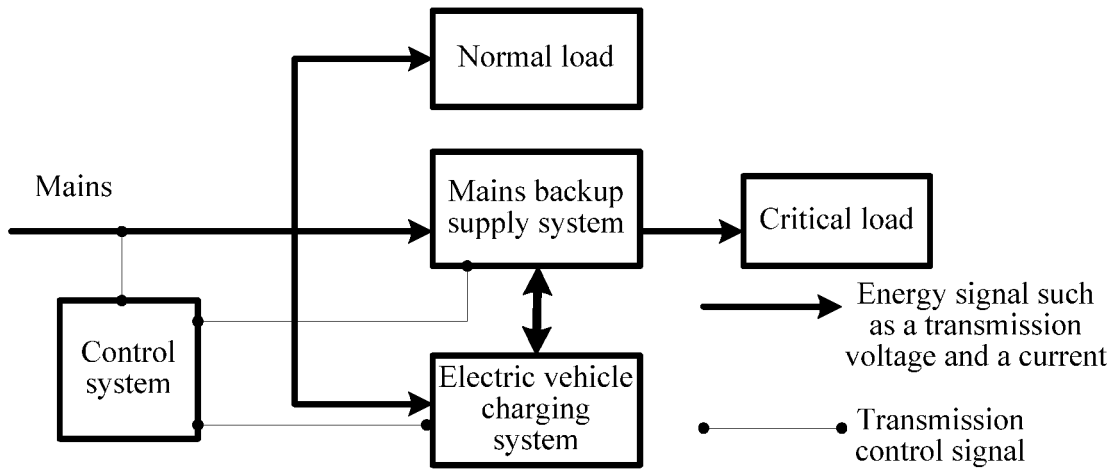 Normal load
Mains
Mains backup
supply system
Critical load
Control
system
Electric vehicle
charging
system
Energy signal such
as a transmission
voltage and a current
Transmission
control signal